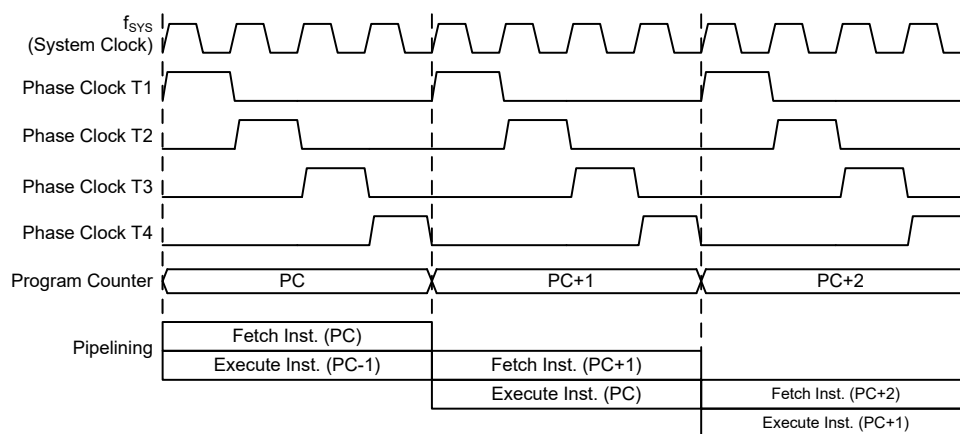 fSYS
(System Clock)
Phase Clock T1
Phase Clock T2
Phase Clock T3
Phase Clock T4
Program Counter
PC
PC+1
PC+2
Pipelining
Fetch Inst. (PC)
Execute Inst. (PC-1)
Fetch Inst. (PC+1)
Execute Inst. (PC)
Fetch Inst. (PC+2)
Execute Inst. (PC+1)